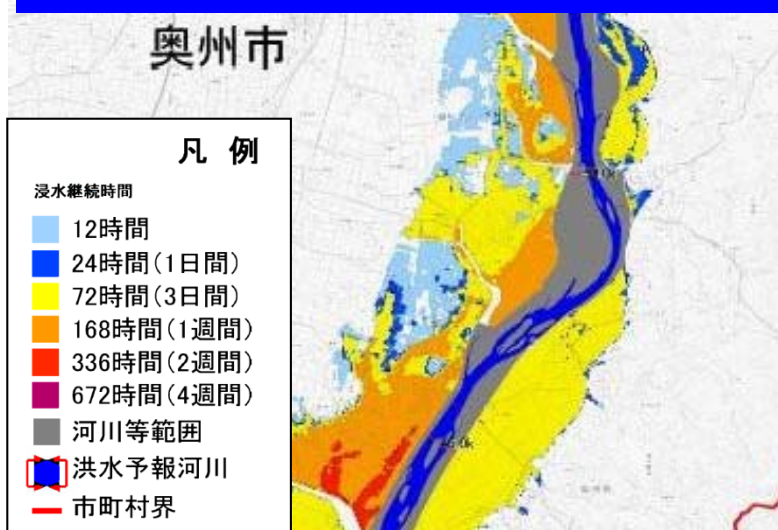 奥州市
凡 例
浸水継続時間
12時間
24時間(1日間)
72時間(3日間)
168時間(1週間)
336時間(2週間)
672時間(4週間)
河川等範囲
洪水予報河川
市町村界